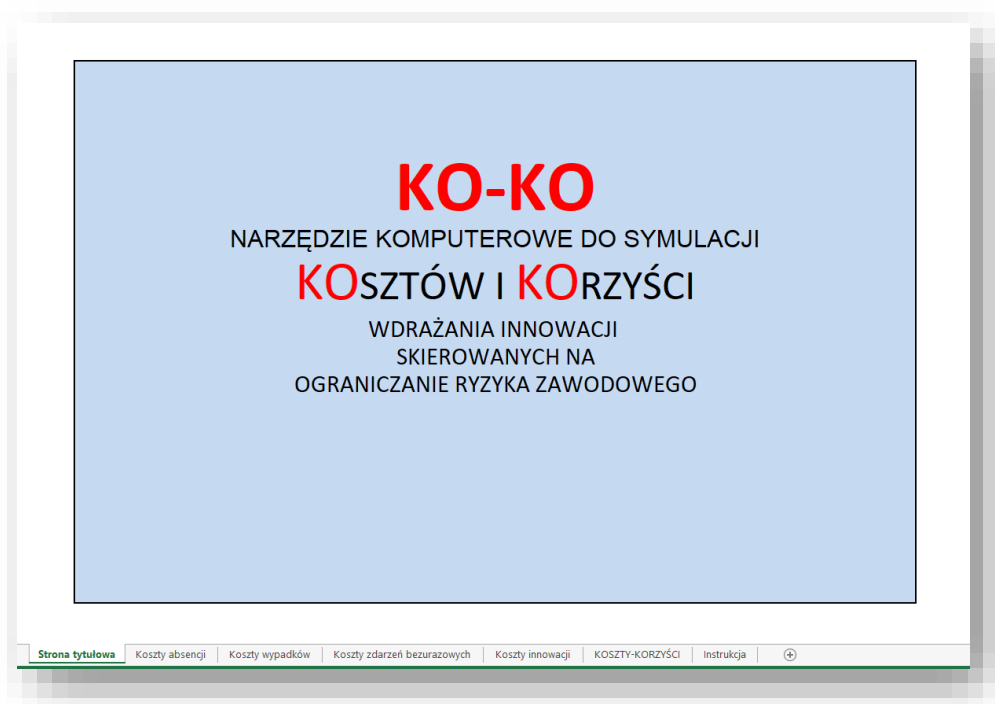 KO-KO
NARZĘDZIE KOMPUTEROWE DO SYMULACJI
KOSZTÓW I KORZYŚCI
WDRAŻANIA INNOWACJI
SKIEROWANYCH NA
OGRANICZANIE RYZYKA ZAWODOWEGO
Strona tytułowa Koszty absencji Koszty wypadków Koszty zdarzeń bezurazowych Koszty innowacji KOSZTY-KORZYŚCI Instrukcja